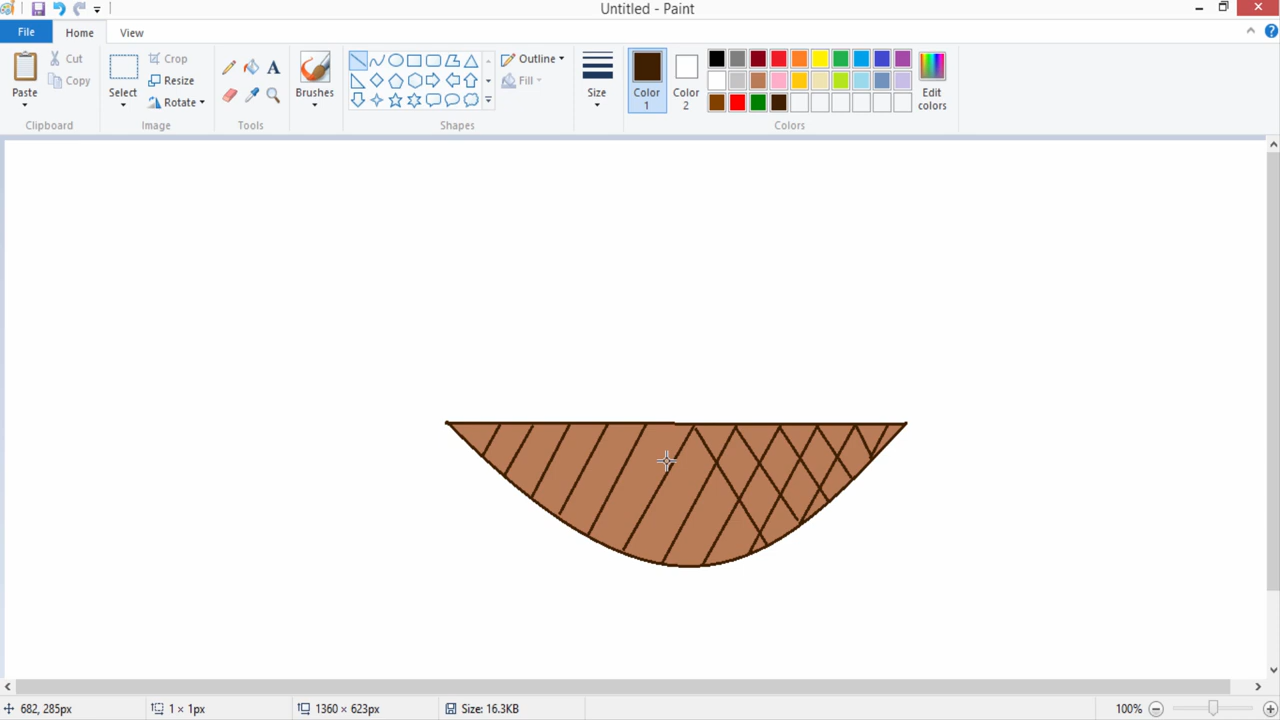 Untitled - Paint
File Home View
Paste
Cut
Copy
Clipboard
Select
Crop
Resize
Rotate
Image
A
Tools
Brushes
Shapes
Outline
Fill
Size
Color 1
Color 2
Edit colors
Colors
682, 285px 1 × 1px 1360 × 623px Size: 16.3KB 100%